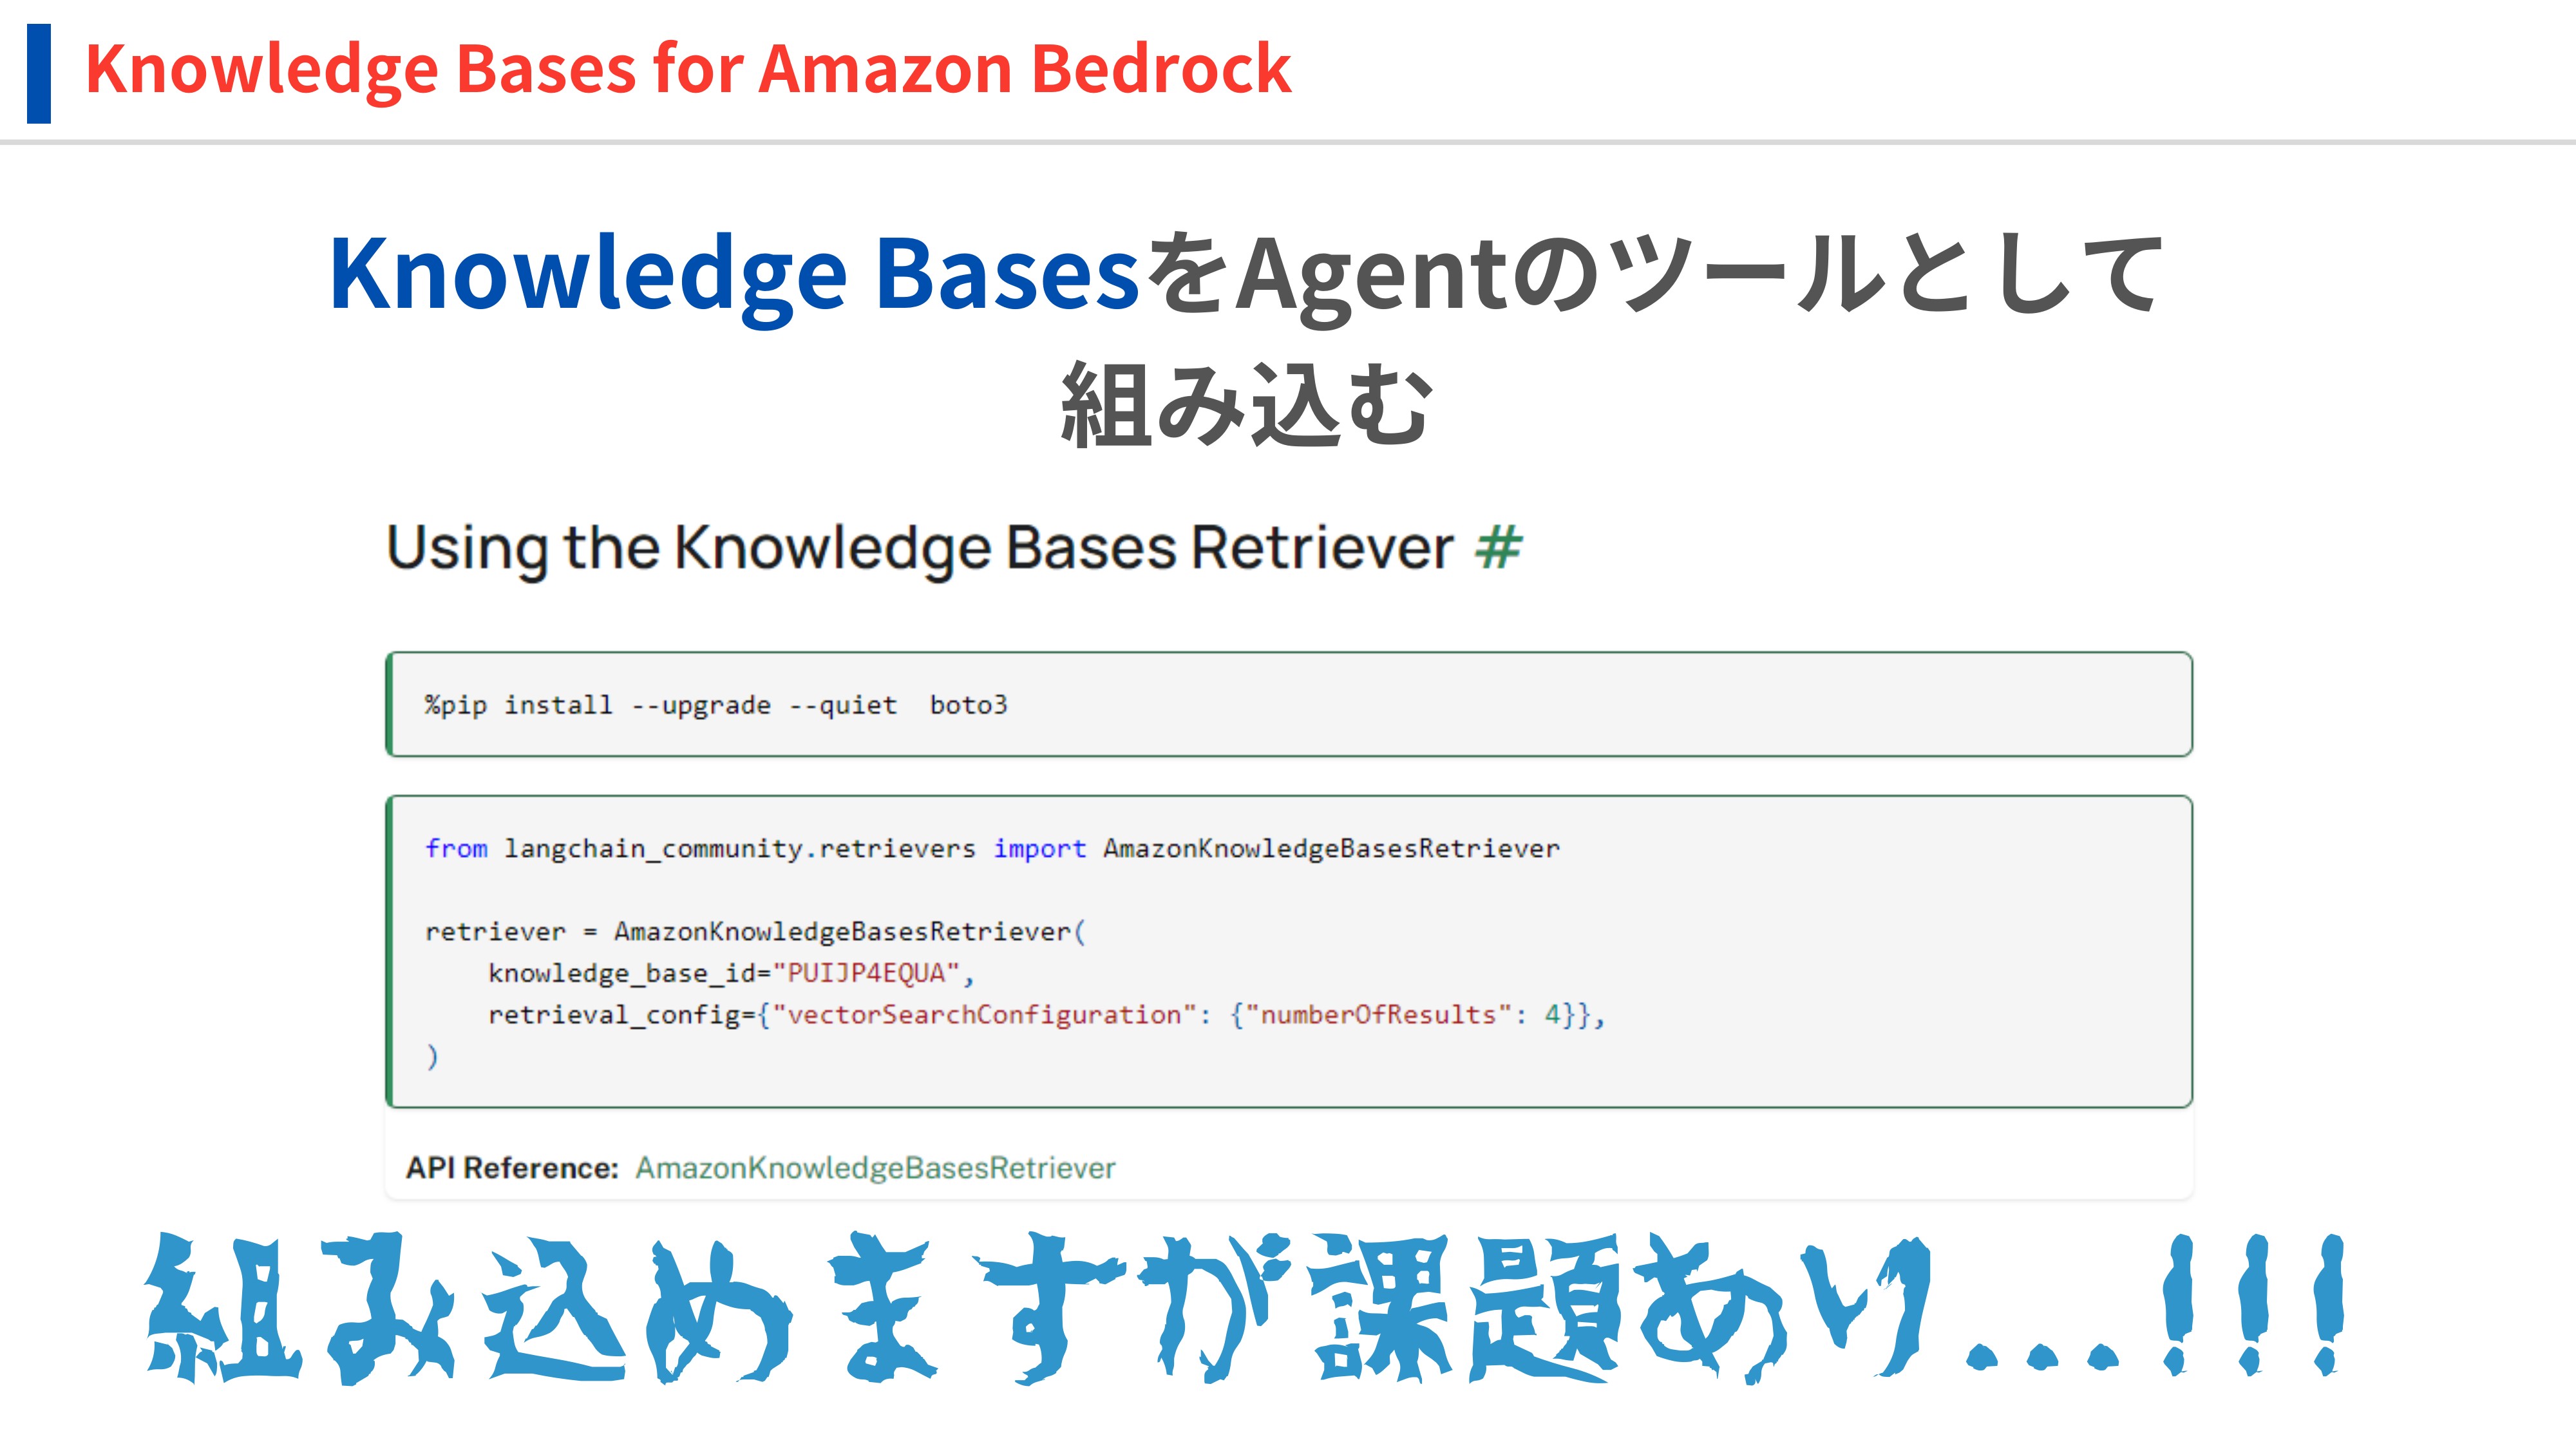 Knowledge Bases for Amazon Bedrock
Knowledge BasesをAgentのツールとして
組み込む
Using the Knowledge Bases Retriever #
%pip install --upgrade --quiet  boto3
from langchain_community.retrievers import AmazonKnowledgeBasesRetriever
retriever = AmazonKnowledgeBasesRetriever(
    knowledge_base_id="PUIJP4EQUA",
    retrieval_config={"vectorSearchConfiguration": {"numberOfResults": 4}},
)
API Reference: AmazonKnowledgeBasesRetriever
組み込めますが課題あり...!!!